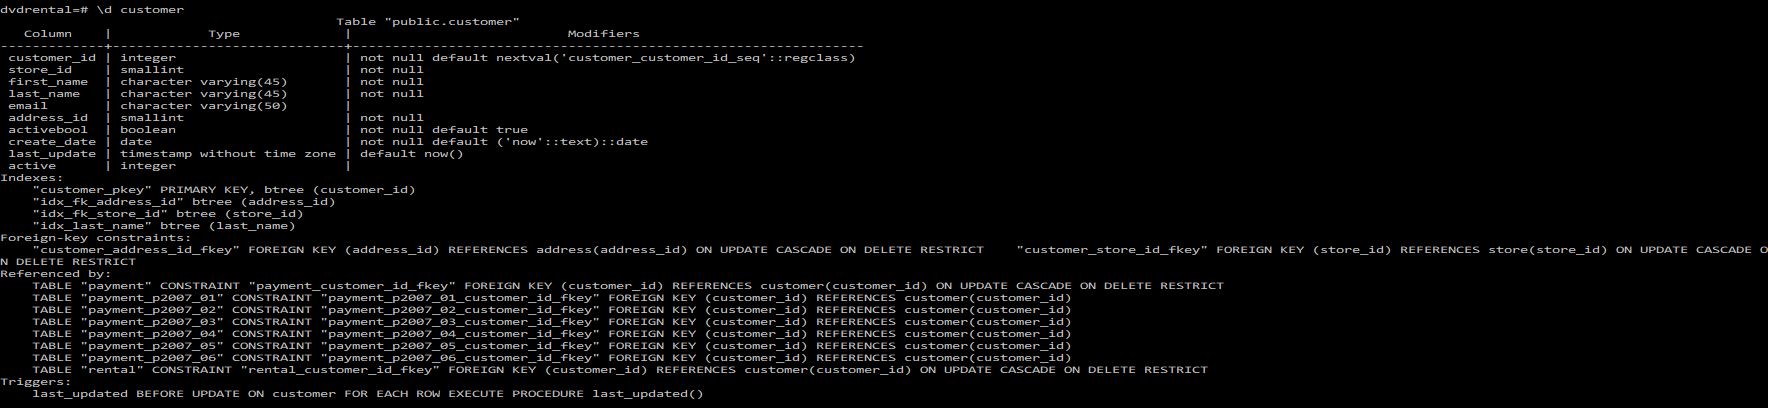 dvdrental=# \d customer
                                          Table "public.customer"
   Column    |            Type             |                           Modifiers
-------------+-----------------------------+----------------------------------------------------------------
 customer_id | integer                     | not null default nextval('customer_customer_id_seq'::regclass)
 store_id    | smallint                    | not null
 first_name  | character varying(45)       | not null
 last_name   | character varying(45)       | not null
 email       | character varying(50)       |
 address_id  | smallint                    | not null
 activebool  | boolean                     | not null default true
 create_date | date                        | not null default ('now'::text)::date
 last_update | timestamp without time zone | default now()
 active      | integer                     |
Indexes:
    "customer_pkey" PRIMARY KEY, btree (customer_id)
    "idx_fk_address_id" btree (address_id)
    "idx_fk_store_id" btree (store_id)
    "idx_last_name" btree (last_name)
Foreign-key constraints:
    "customer_address_id_fkey" FOREIGN KEY (address_id) REFERENCES address(address_id) ON UPDATE CASCADE ON DELETE RESTRICT    "customer_store_id_fkey" FOREIGN KEY (store_id) REFERENCES store(store_id) ON UPDATE CASCADE O
N DELETE RESTRICT
Referenced by:
    TABLE "payment" CONSTRAINT "payment_customer_id_fkey" FOREIGN KEY (customer_id) REFERENCES customer(customer_id) ON UPDATE CASCADE ON DELETE RESTRICT
    TABLE "payment_p2007_01" CONSTRAINT "payment_p2007_01_customer_id_fkey" FOREIGN KEY (customer_id) REFERENCES customer(customer_id)
    TABLE "payment_p2007_02" CONSTRAINT "payment_p2007_02_customer_id_fkey" FOREIGN KEY (customer_id) REFERENCES customer(customer_id)
    TABLE "payment_p2007_03" CONSTRAINT "payment_p2007_03_customer_id_fkey" FOREIGN KEY (customer_id) REFERENCES customer(customer_id)
    TABLE "payment_p2007_04" CONSTRAINT "payment_p2007_04_customer_id_fkey" FOREIGN KEY (customer_id) REFERENCES customer(customer_id)
    TABLE "payment_p2007_05" CONSTRAINT "payment_p2007_05_customer_id_fkey" FOREIGN KEY (customer_id) REFERENCES customer(customer_id)
    TABLE "payment_p2007_06" CONSTRAINT "payment_p2007_06_customer_id_fkey" FOREIGN KEY (customer_id) REFERENCES customer(customer_id)
    TABLE "rental" CONSTRAINT "rental_customer_id_fkey" FOREIGN KEY (customer_id) REFERENCES customer(customer_id) ON UPDATE CASCADE ON DELETE RESTRICT
Triggers:
    last_updated BEFORE UPDATE ON customer FOR EACH ROW EXECUTE PROCEDURE last_updated()